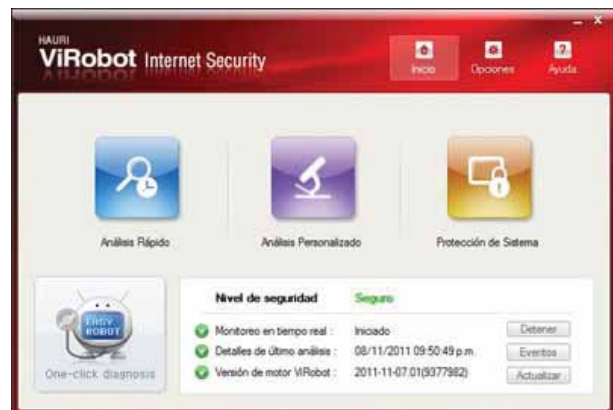 HAURI
ViRobot Internet Security
Inicio
Opciones
Ayuda
Análisis Rápido
Análisis Personalizado
Protección de Sistema
EASY
ROBOT
One-click diagnosis
Nivel de seguridad Seguro
Monitoreo en tiempo real : Iniciado Detener
Detalles de último análisis : 08/11/2011 09:50:49 p.m. Eventos
Versión de motor ViRobot : 2011-11-07.01(9377982) Actualizar